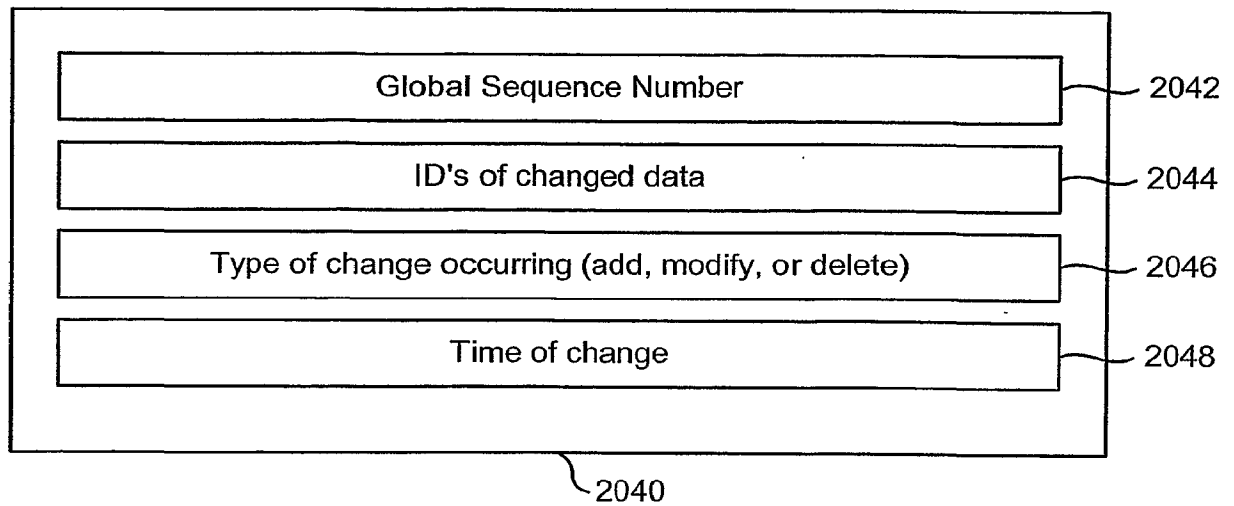 Global Sequence Number
2042
ID's of changed data
2044
Type of change occurring (add, modify, or delete)
2046
Time of change
2048
2040